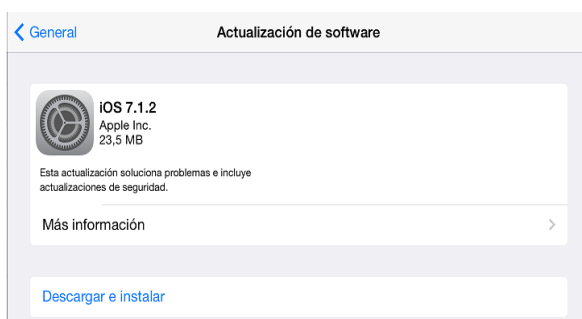 General
Actualización de software
iOS 7.1.2
Apple Inc.
23,5 MB
Esta actualización soluciona problemas e incluye
actualizaciones de seguridad.
Más información
Descargar e instalar